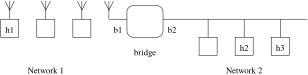 h1
b1
b2
h2
h3
bridge
Network 1
Network 2